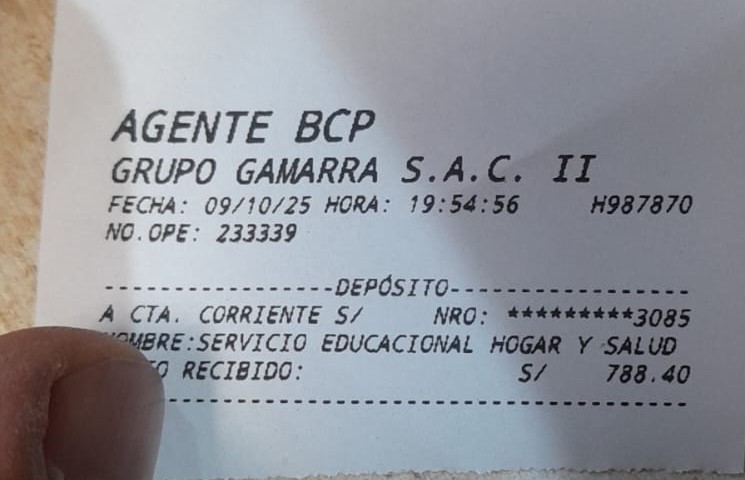 AGENTE BCP
GRUPO GAMARRA S.A.C. II
FECHA: 09/10/25 HORA: 19:54:56 H987870
NO.OPE: 233339
-----------------DEPÓSITO-----------------
A CTA. CORRIENTE S/ NRO: *********3085
NOMBRE:SERVICIO EDUCACIONAL HOGAR Y SALUD
RECIBIDO: S/ 788.40
------------------------------------------